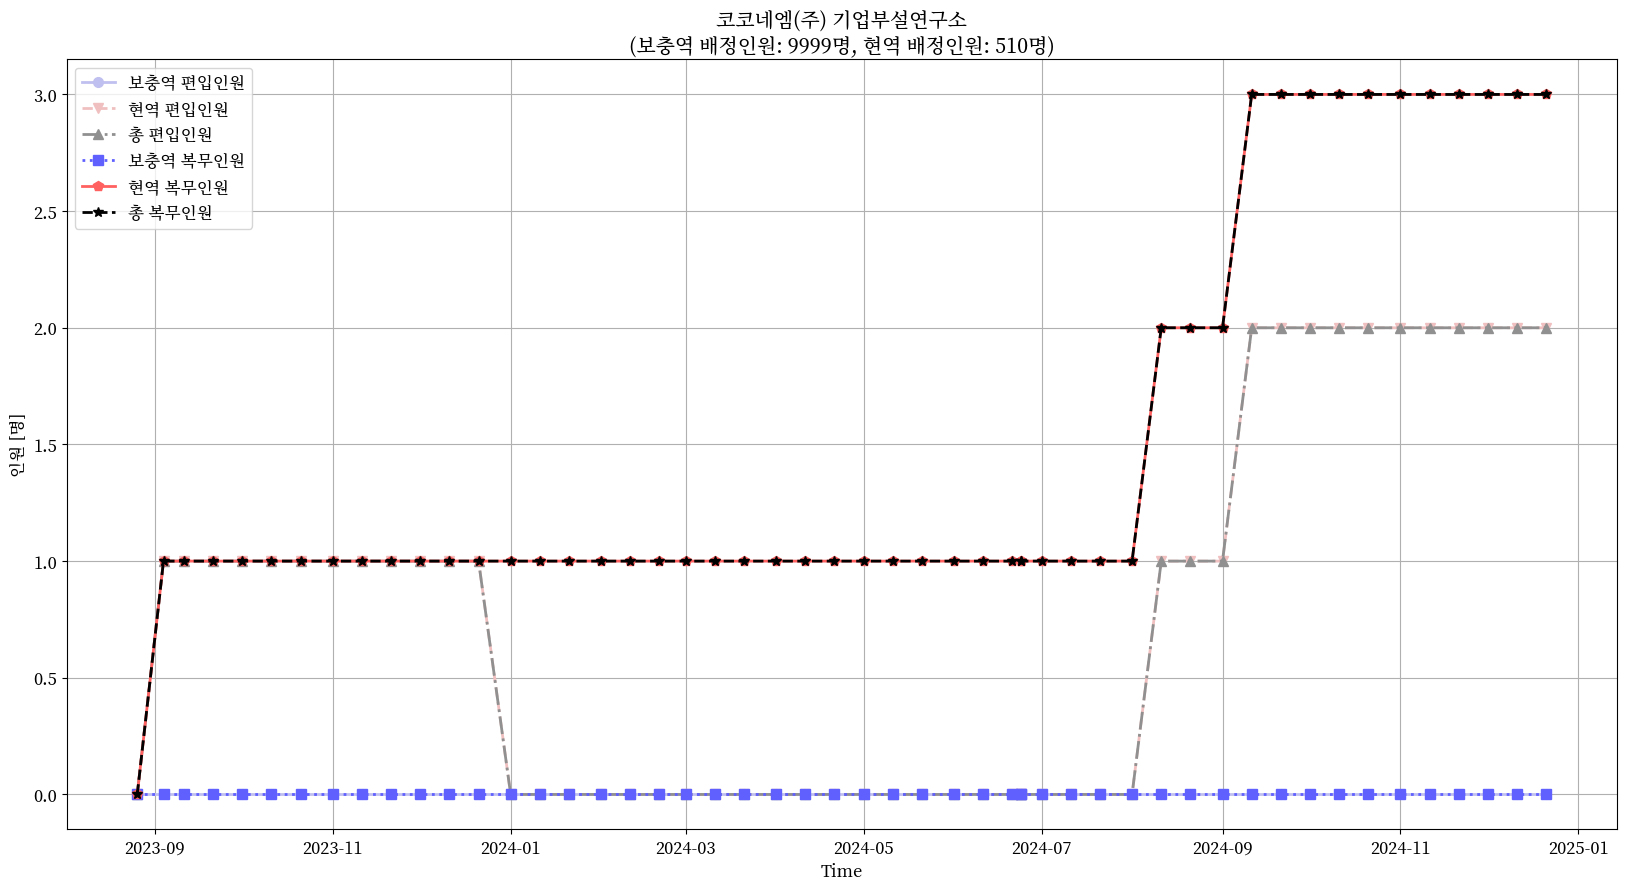 코코네엠(주) 기업부설연구소
(보충역 배정인원: 9999명, 현역 배정인원: 510명)
보충역 편입인원
현역 편입인원
총 편입인원
보충역 복무인원
현역 복무인원
총 복무인원
3.0
2.5
2.0
1.5
1.0
0.5
0.0
인원 [명]
2023-09 2023-11 2024-01 2024-03 2024-05 2024-07 2024-09 2024-11 2025-01
Time